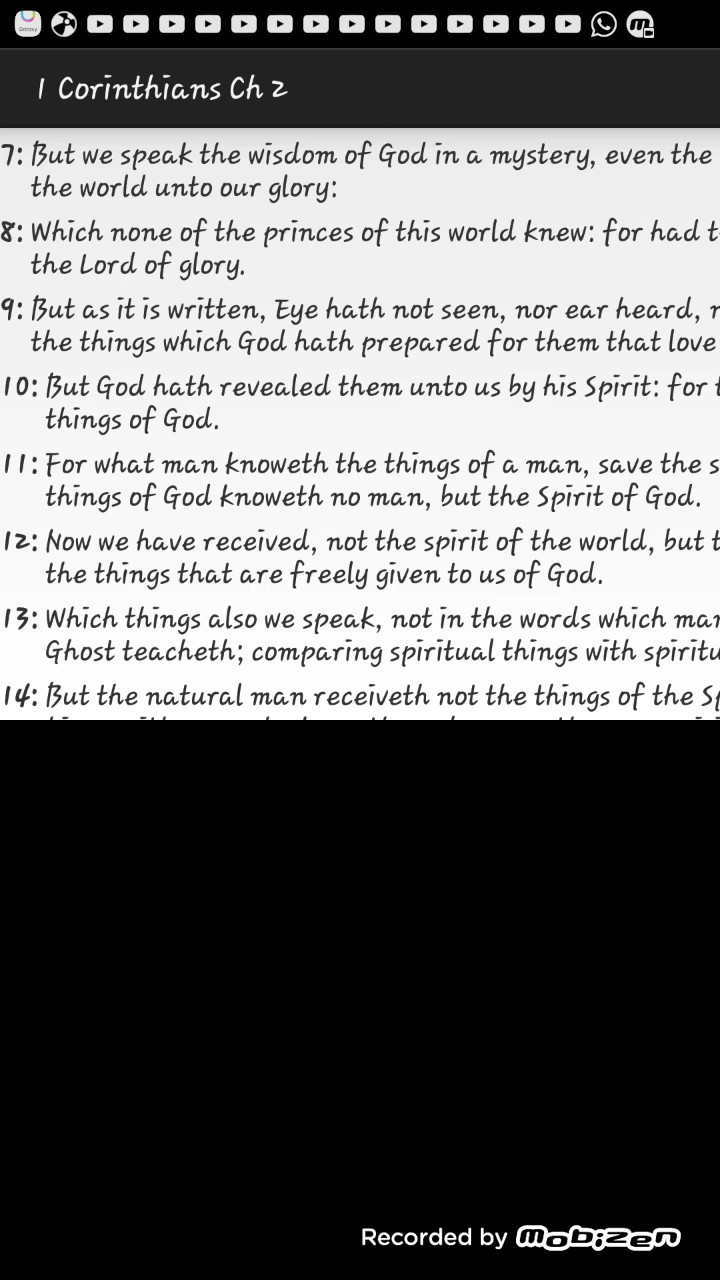 1 Corinthians Ch 2
7: But we speak the wisdom of God in a mystery, even the
the world unto our glory:
8: Which none of the princes of this world knew: for had
the Lord of glory.
9: But as it is written, Eye hath not seen, nor ear heard,
the things which God hath prepared for them that love
10: But God hath revealed them unto us by his Spirit: for
things of God.
11: For what man knoweth the things of a man, save the
things of God knoweth no man, but the Spirit of God.
12: Now we have received, not the spirit of the world, but
the things that are freely given to us of God.
13: Which things also we speak, not in the words which
Ghost teacheth; comparing spiritual things with
14: But the natural man receiveth not the things of the
Recorded by Mobizen